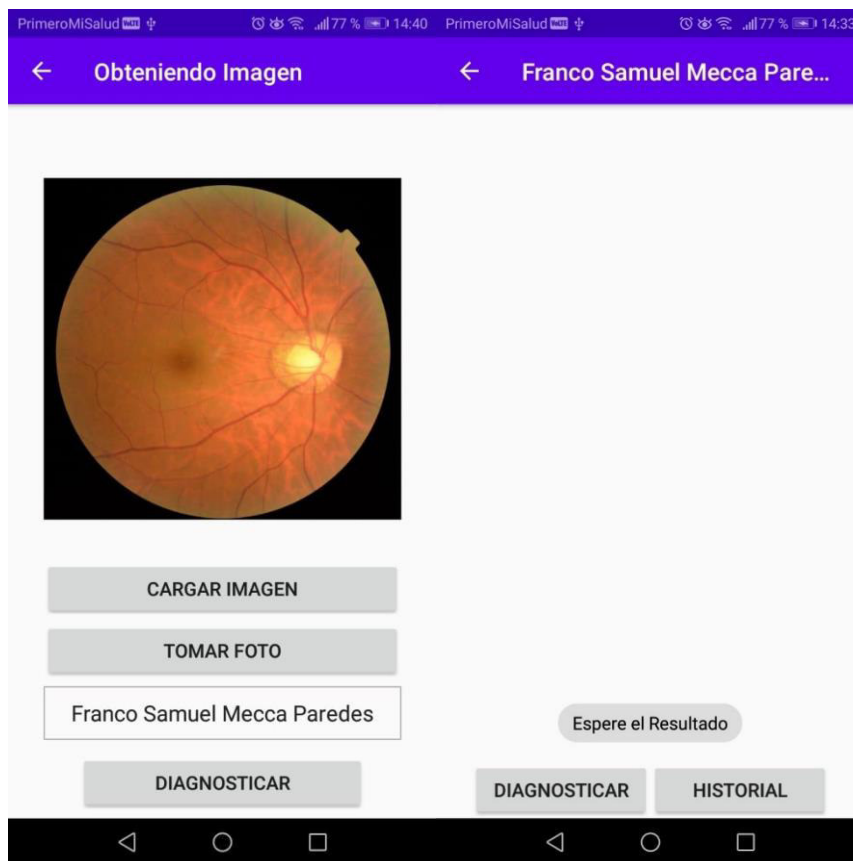 PrimeroMiSalud
77 % 14:40
Obteniendo Imagen
CARGAR IMAGEN
TOMAR FOTO
Franco Samuel Mecca Paredes
DIAGNOSTICAR
PrimeroMiSalud
77 % 14:33
Franco Samuel Mecca Pare...
Espere el Resultado
DIAGNOSTICAR
HISTORIAL